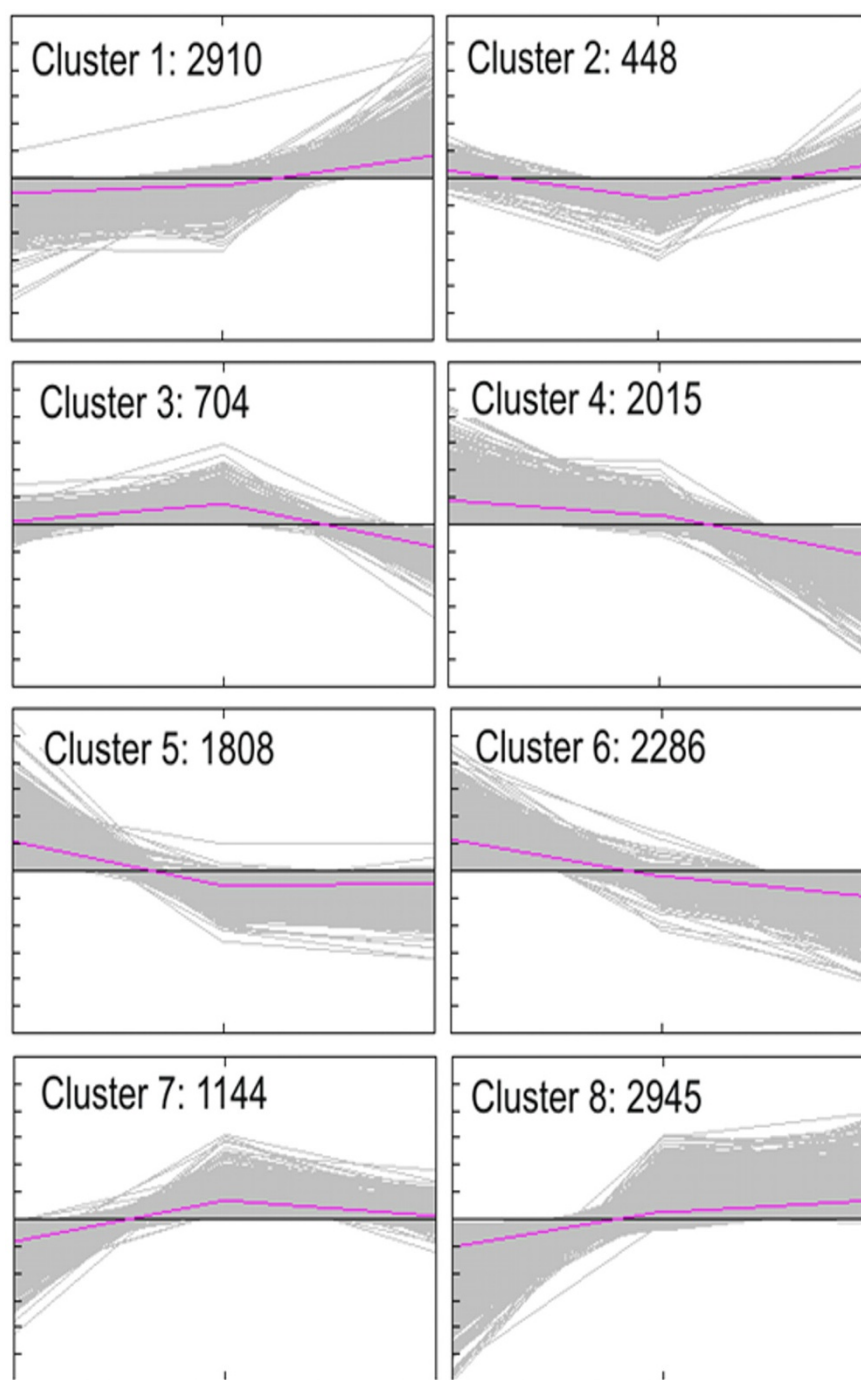 Cluster 1: 2910
Cluster 2: 448
Cluster 3: 704
Cluster 4: 2015
Cluster 5: 1808
Cluster 6: 2286
Cluster 7: 1144
Cluster 8: 2945